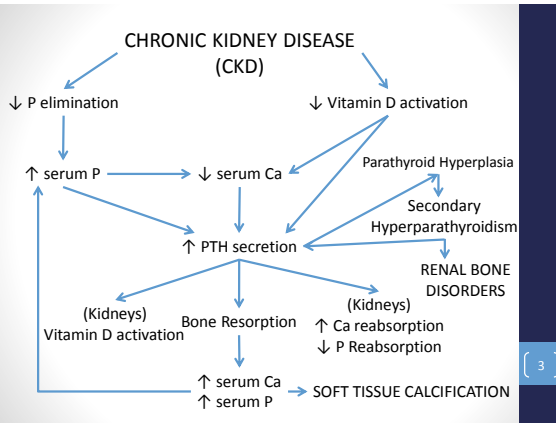 CHRONIC KIDNEY DISEASE
(CKD)
↓ P elimination
↓ Vitamin D activation
↑ serum P
↓ serum Ca
Parathyroid Hyperplasia
Secondary
Hyperparathyroidism
↑ PTH secretion
RENAL BONE
DISORDERS
(Kidneys)
Vitamin D activation
Bone Resorption
(Kidneys)
↑ Ca reabsorption
↓ P Reabsorption
3
↑ serum Ca
↑ serum P
SOFT TISSUE CALCIFICATION